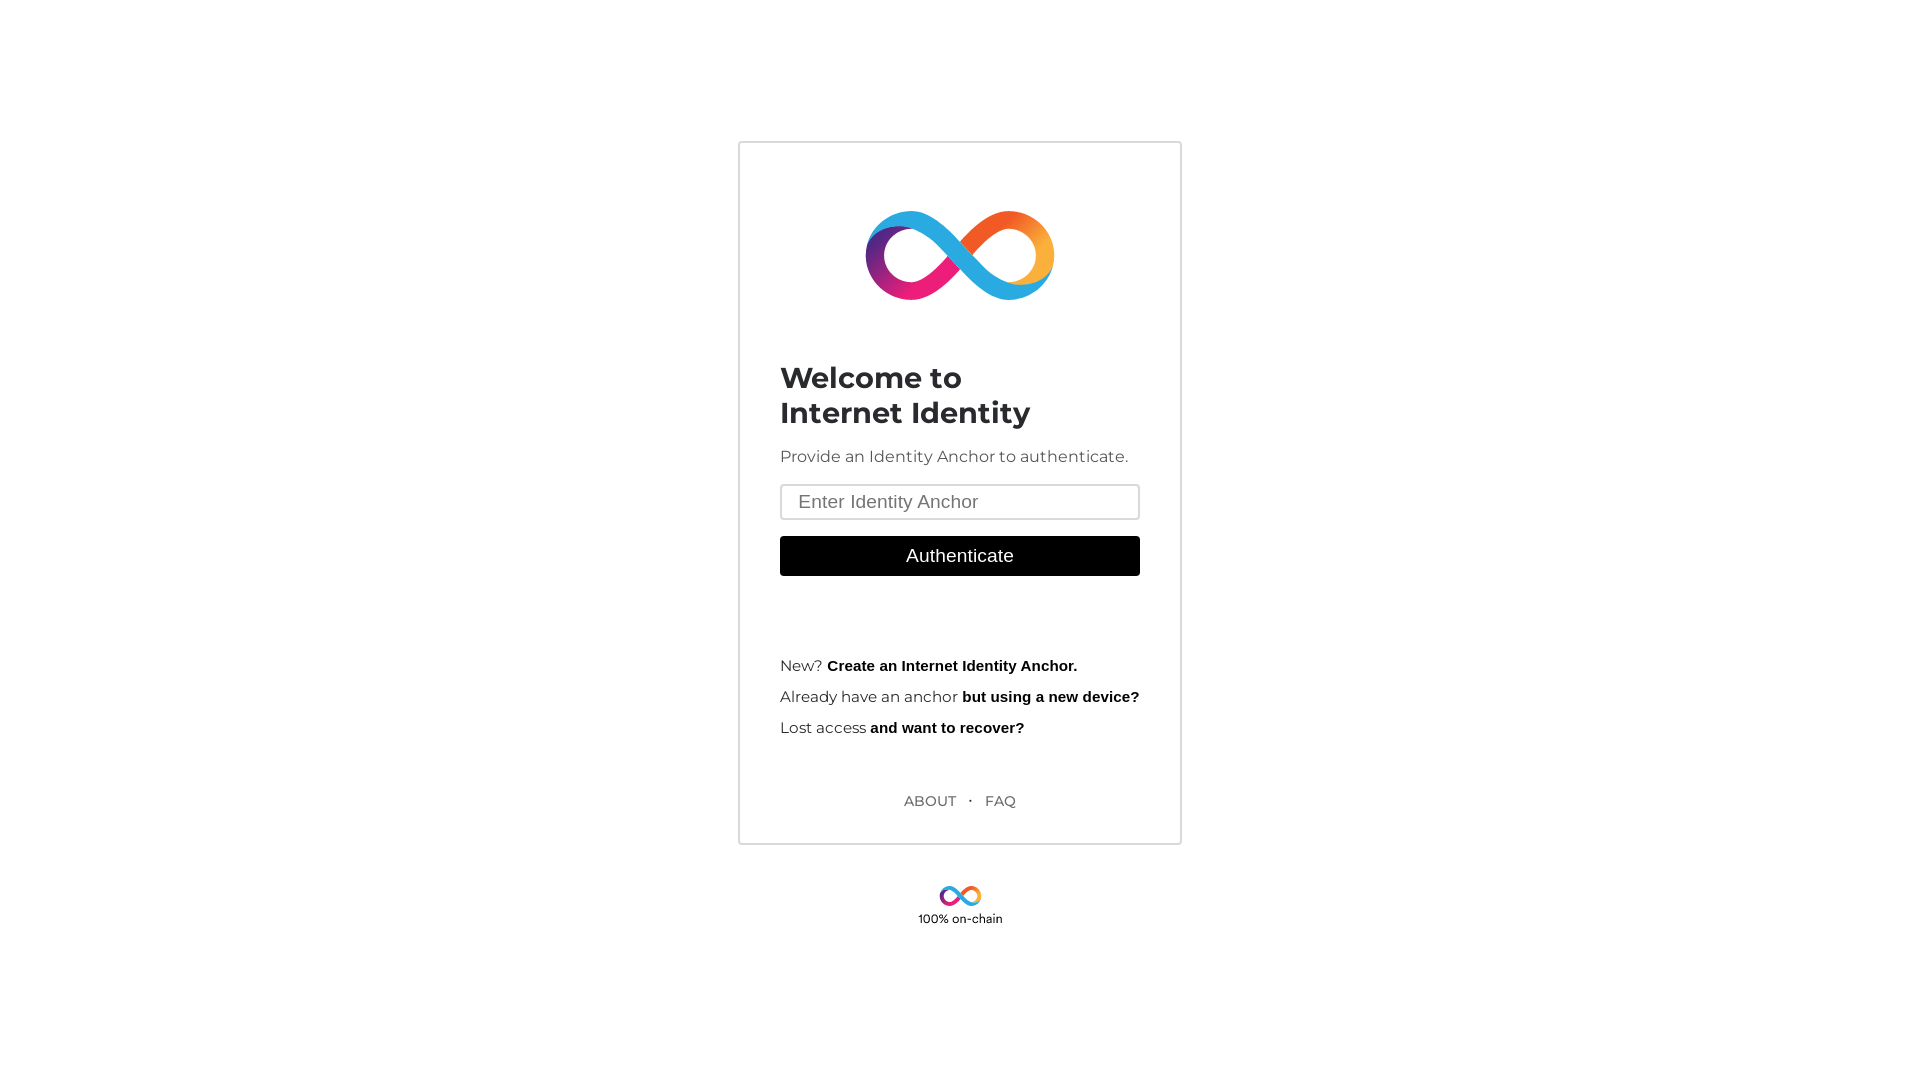 Welcome to
Internet Identity
Provide an Identity Anchor to authenticate.
Enter Identity Anchor
Authenticate
New? Create an Internet Identity Anchor.
Already have an anchor but using a new device?
Lost access and want to recover?
ABOUT · FAQ
100% on-chain